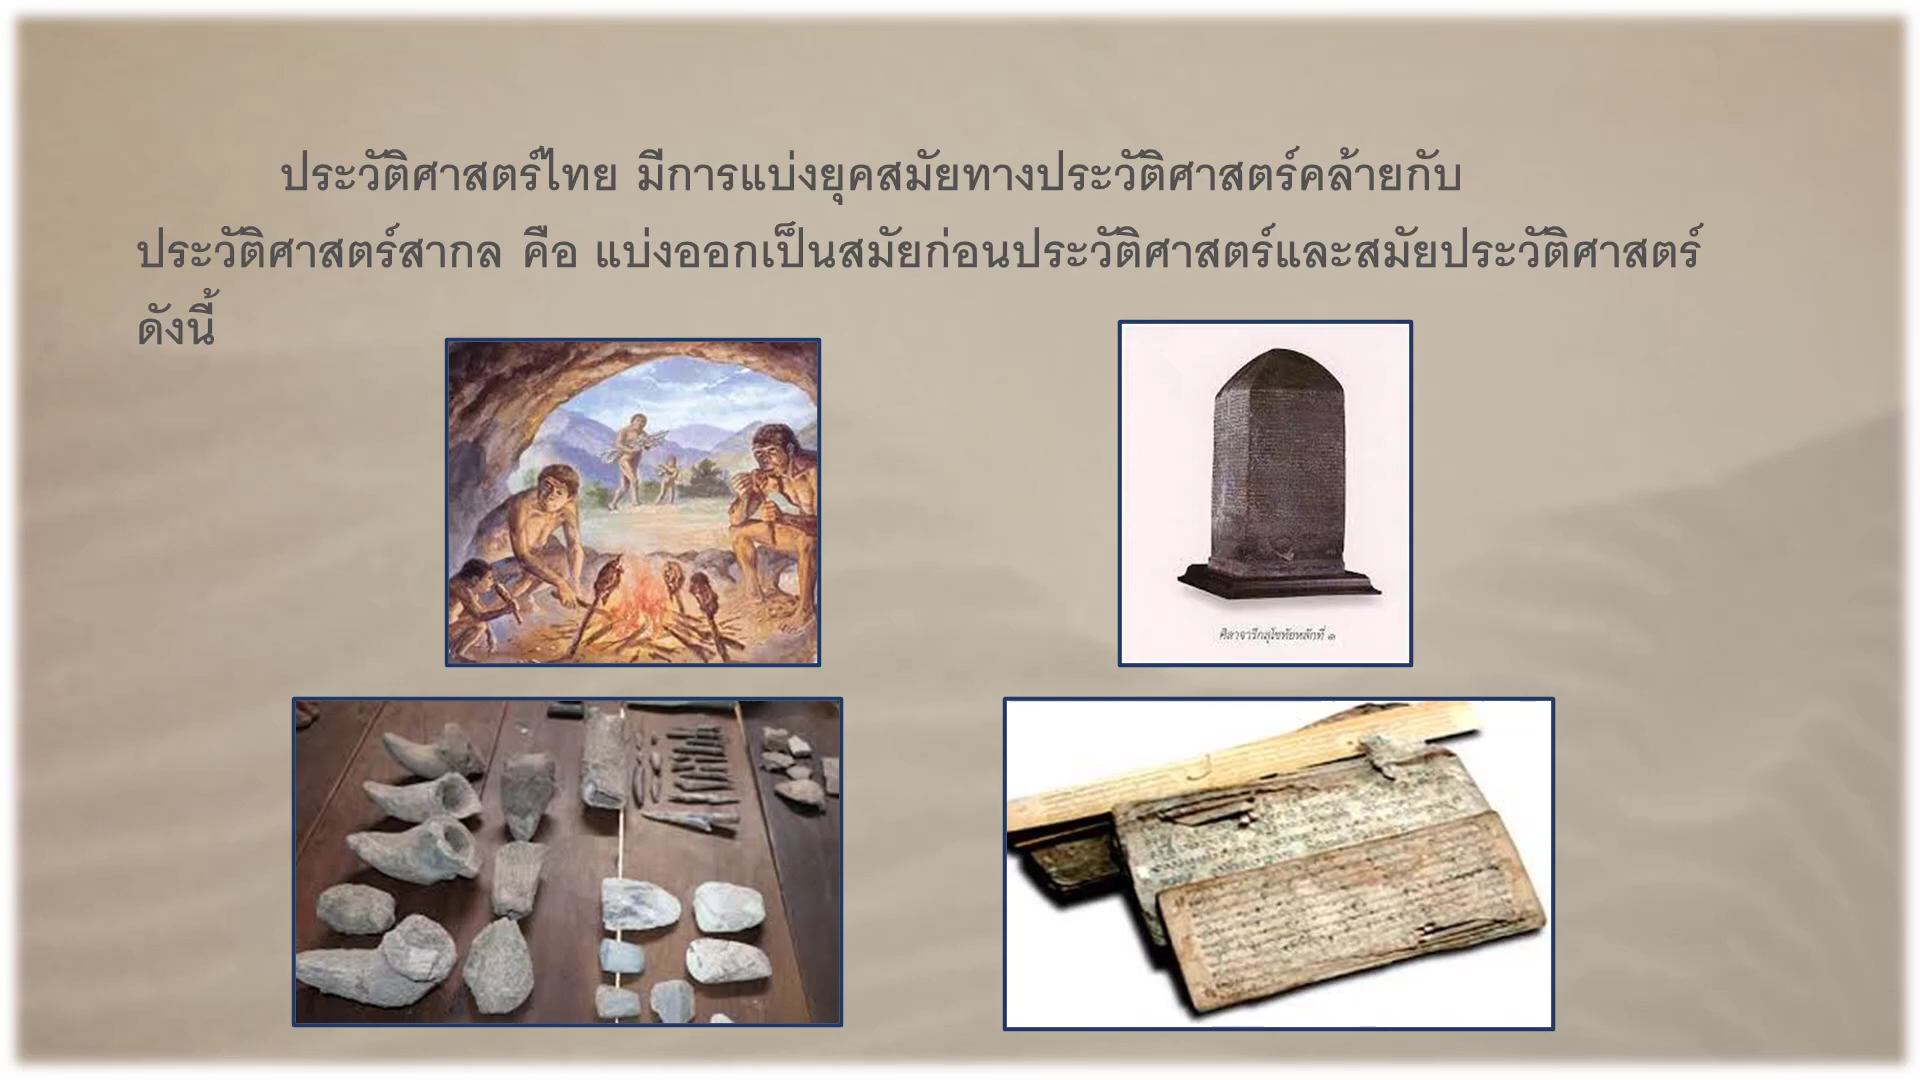 ประวัติศาสตร์ไทย มีการแบ่งยุคสมัยทางประวัติศาสตร์คล้ายกับ
ประวัติศาสตร์สากล คือ แบ่งออกเป็นสมัยก่อนประวัติศาสตร์และสมัยประวัติศาสตร์
ดังนี้
ศิลาจารึกสุโขทัยหลักที่ ๑